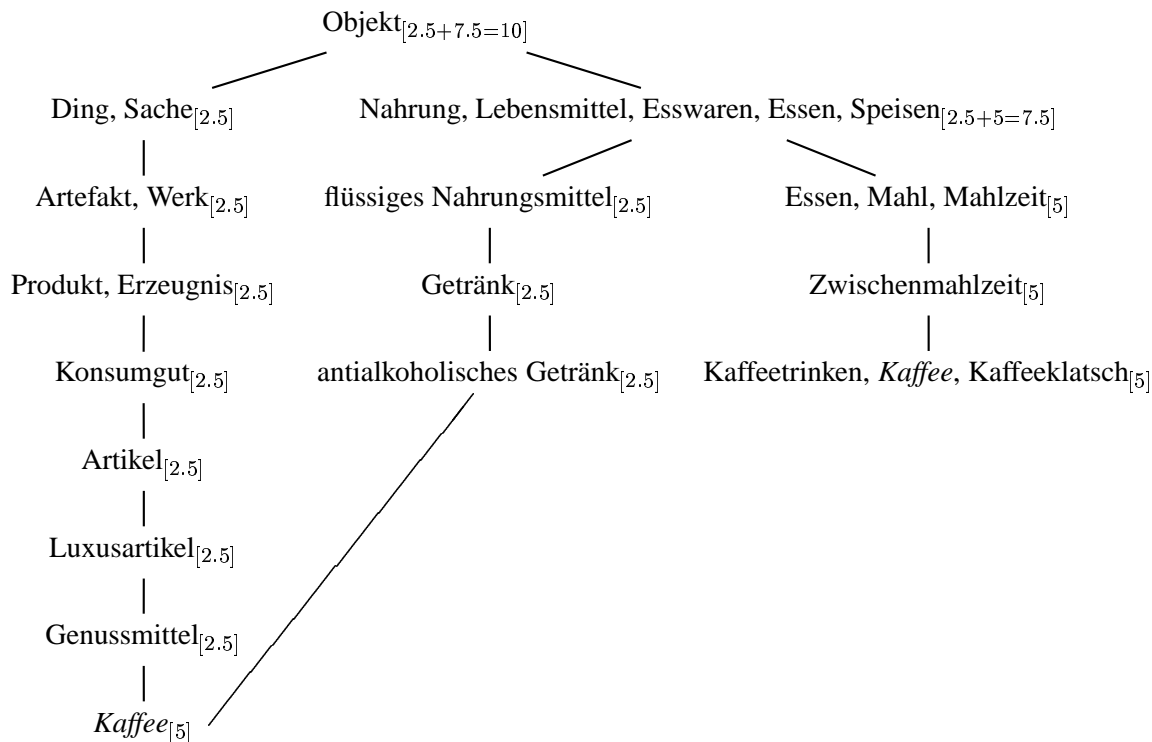 Objekt[2.5+7.5=10]
Ding, Sache[2.5] Nahrung, Lebensmittel, Esswaren, Essen, Speisen[2.5+5=7.5]
Artefakt, Werk[2.5] flüssiges Nahrungsmittel[2.5] Essen, Mahl, Mahlzeit[5]
Produkt, Erzeugnis[2.5] Getränk[2.5] Zwischenmahlzeit[5]
Konsumgut[2.5] antialkoholisches Getränk[2.5] Kaffeetrinken, Kaffee, Kaffeeklatsch[5]
Artikel[2.5]
Luxusartikel[2.5]
Genussmittel[2.5]
Kaffee[5]